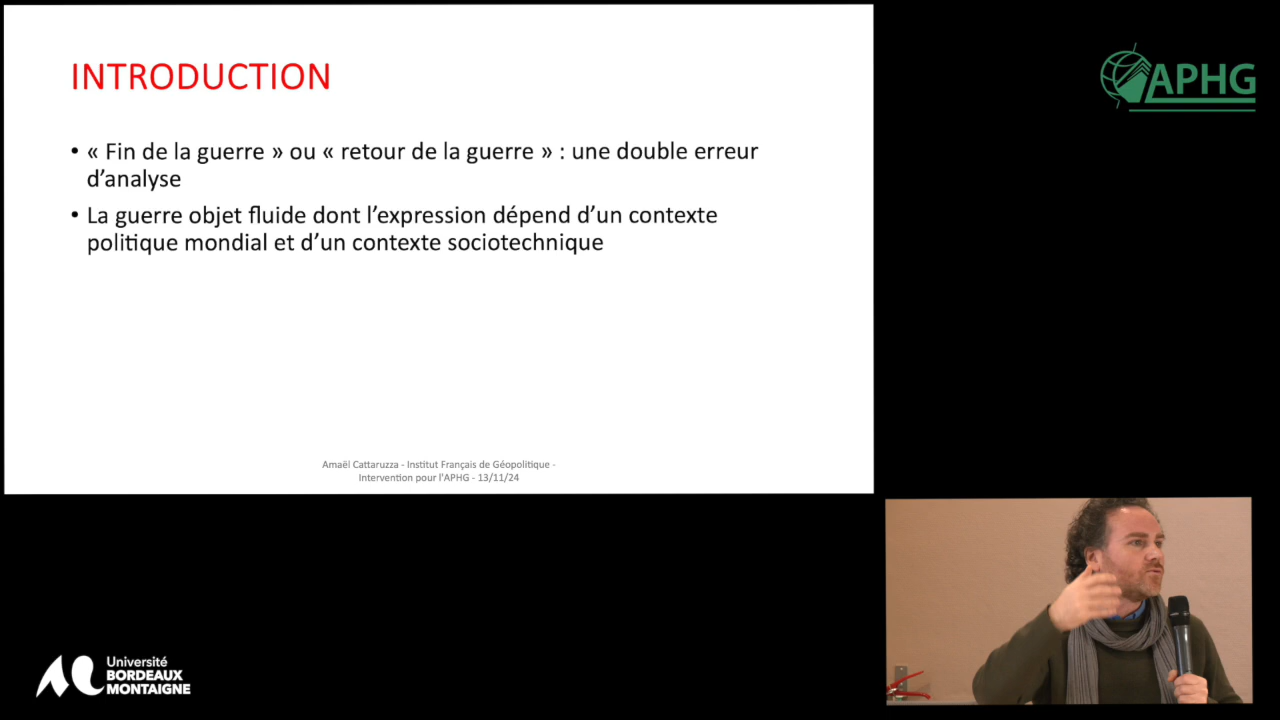 INTRODUCTION
• « Fin de la guerre » ou « retour de la guerre » : une double erreur
d'analyse
• La guerre objet fluide dont l'expression dépend d'un contexte
politique mondial et d'un contexte sociotechnique
Amaël Cattaruzza - Institut Français de Géopolitique -
Intervention pour l'APHG - 13/11/24
APHG
Université
BORDEAUX
MONTAIGNE